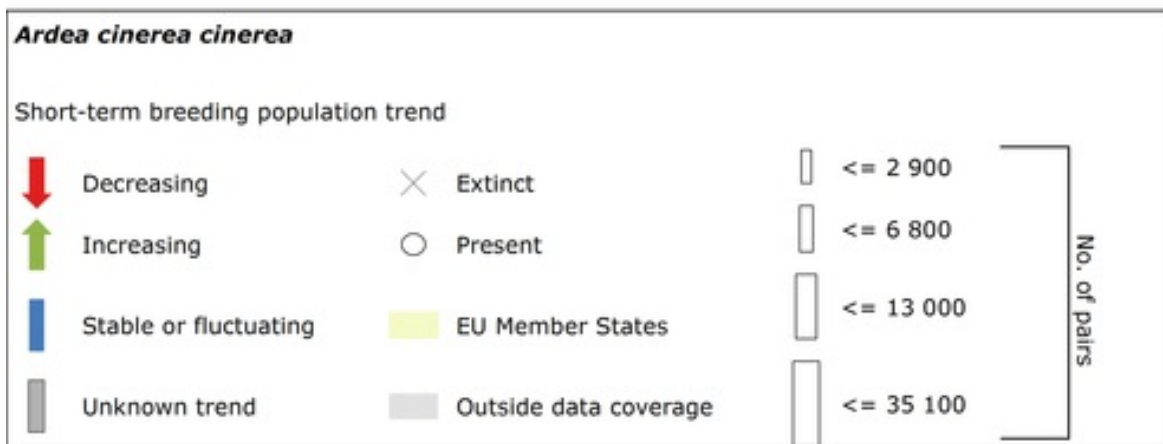 Ardea cinerea cinerea
Short-term breeding population trend
Decreasing
Extinct
<= 2 900
Increasing
Present
<= 6 800
Stable or fluctuating
EU Member States
<= 13 000
Unknown trend
Outside data coverage
<= 35 100
No. of pairs